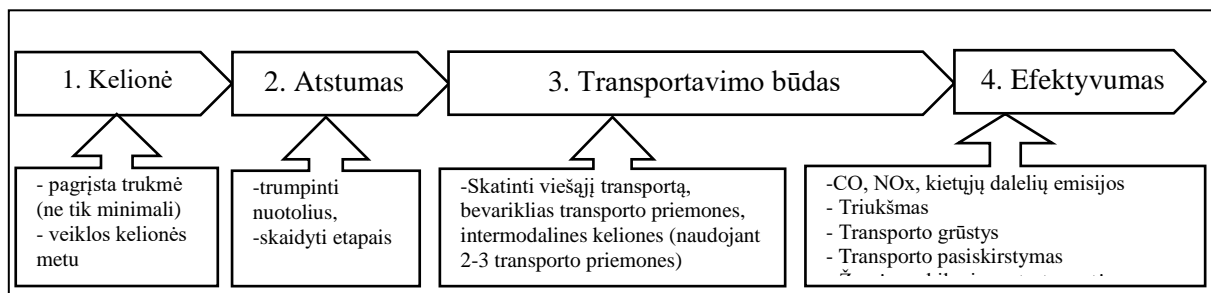 1. Kelionė
2. Atstumas
3. Transportavimo būdas
4. Efektyvumas
- pagrįsta trukmė
(ne tik minimali)
- veiklos kelionės
metu
-trumpinti
nuotolius,
-skaidyti etapais
-Skatinti viešąjį transportą,
bevariklias transporto priemones,
intermodalines keliones (naudojant
2-3 transporto priemones)
-CO, NOx, kietųjų dalelių emisijos
- Triukšmas
- Transporto grūstys
- Transporto pasiskirstymas